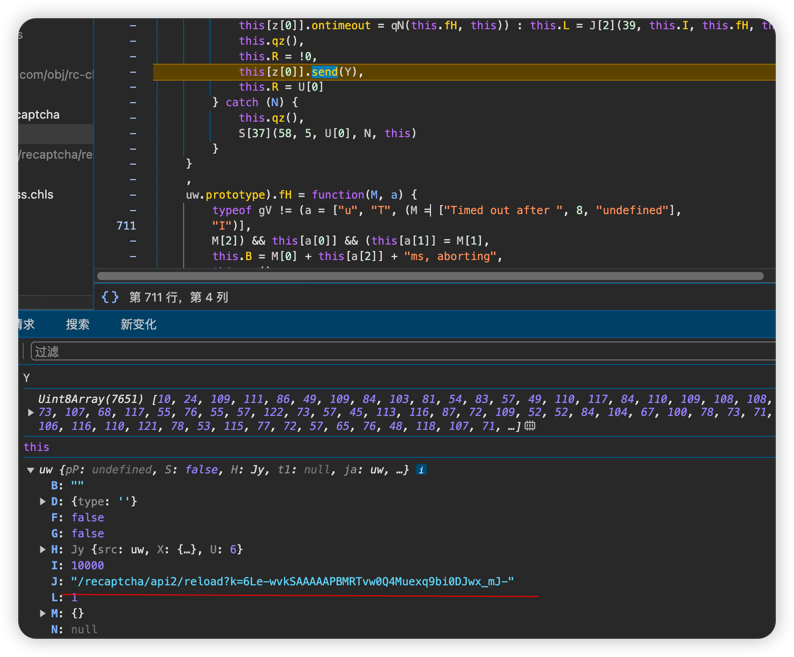 this[z[0]].ontimeout = qN(this.fH, this)) : this.L = J[2](39, this.I, this.fH, th
this.qz(),
this.R = !0,
this[z[0]].send(Y),
this.R = U[0]
} catch (N) {
this.qz(),
S[37](58, 5, U[0], N, this)
}
}
,
uw.prototype).fH = function(M, a) {
typeof gV != (a = ["u", "T", (M = ["Timed out after ", 8, "undefined"],
711
"I")],
M[2]) && this[a[0]] && (this[a[1]] = M[1],
this.B = M[0] + this[a[2]] + "ms, aborting",
s
.com/obj/rc-cl
captcha
/recaptcha/re
ss.chls
{} 第 711 行，第 4 列
请求 搜索 新变化
过滤
Y
Uint8Array(7651) [10, 24, 109, 111, 86, 49, 109, 84, 103, 81, 54, 83, 57, 49, 110, 117, 84, 110, 109, 108, 108,
73, 107, 68, 117, 55, 76, 55, 57, 122, 73, 57, 45, 113, 116, 87, 72, 109, 52, 52, 84, 104, 67, 100, 78, 73, 71,
106, 116, 110, 121, 78, 53, 115, 77, 72, 57, 65, 76, 48, 118, 107, 71, …]
this
uw {pP: undefined, S: false, H: Jy, t1: null, ja: uw, …} i
B: ""
D: {type: ''}
F: false
G: false
H: Jy {src: uw, X: {…}, U: 6}
I: 10000
J: "/recaptcha/api2/reload?k=6Le-wvkSAAAAAPBMRTvw0Q4Muexq9bi0DJwx_mJ-"
L: 1
M: {}
N: null